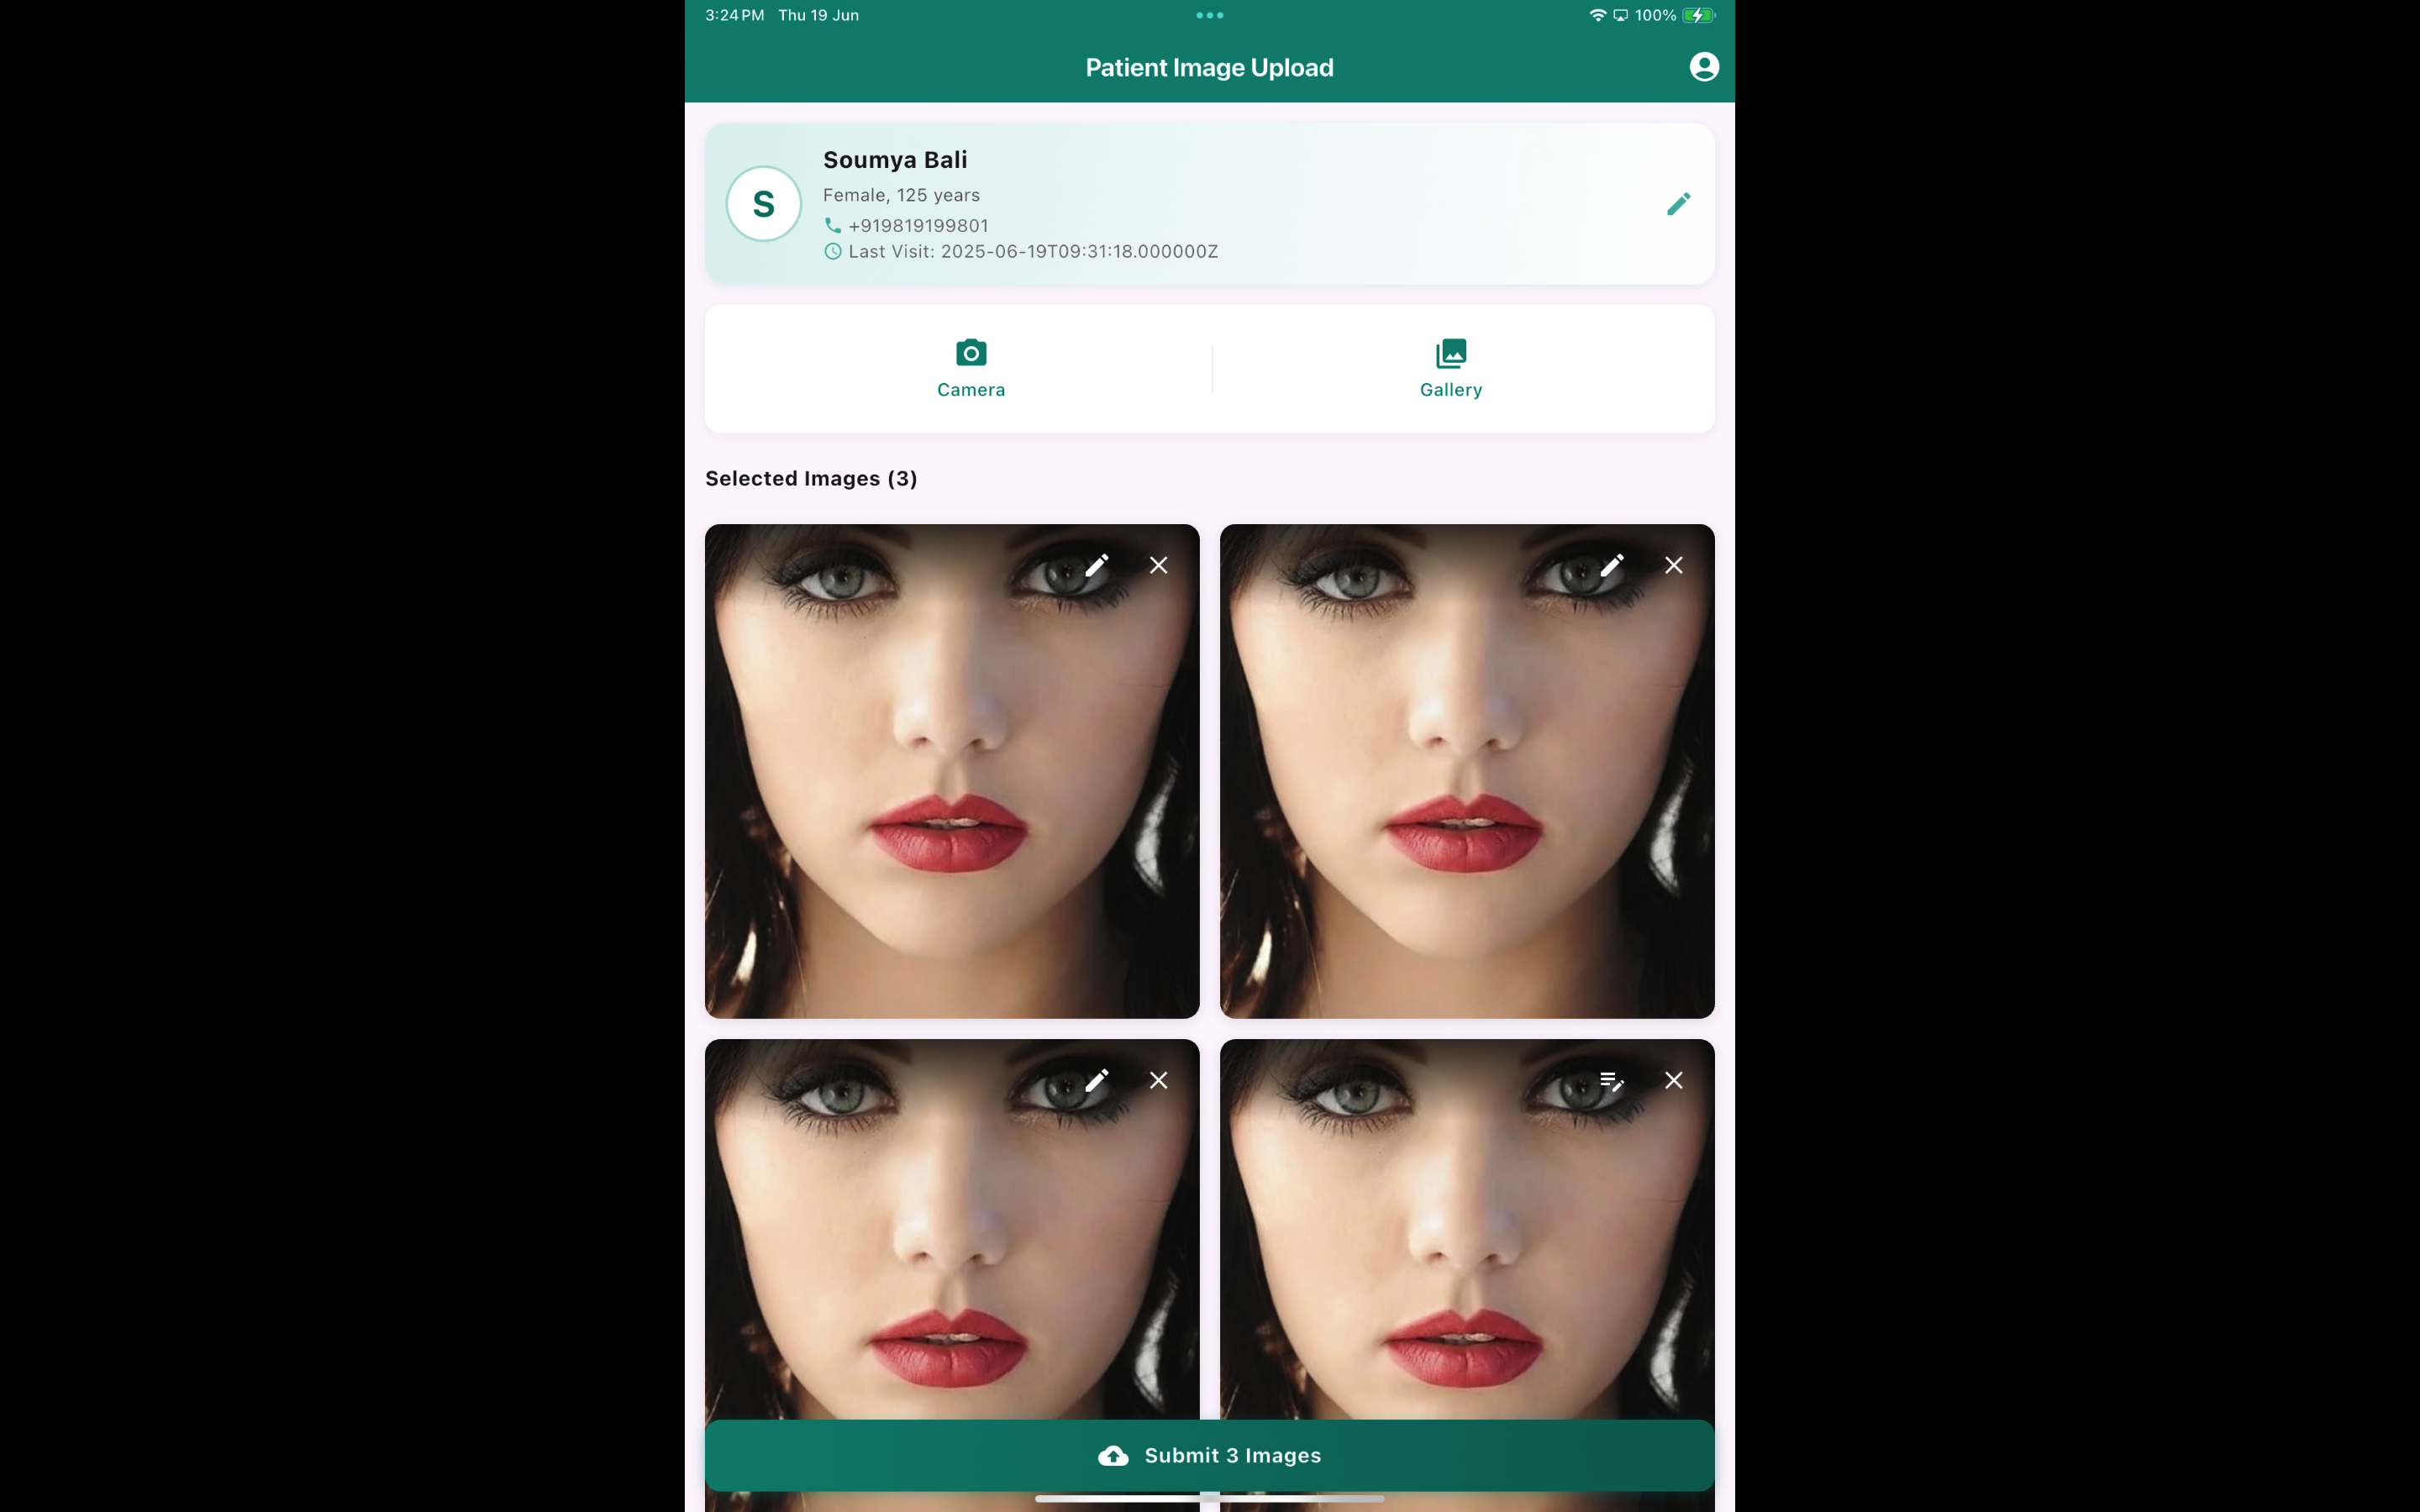 3:24 PM Thu 19 Jun
100%
Patient Image Upload
S
Soumya Bali
Female, 125 years
+919819199801
Last Visit: 2025-06-19T09:31:18.000000Z
Camera
Gallery
Selected Images (3)
Submit 3 Images